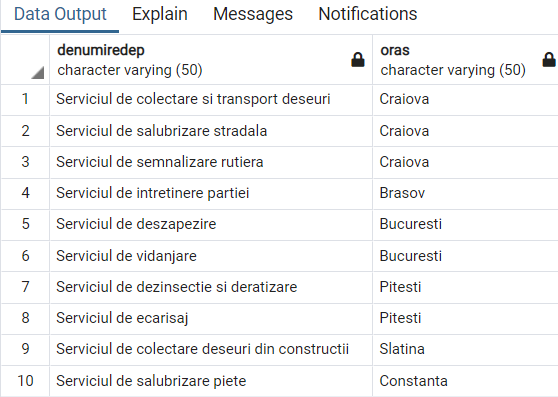 Data Output Explain Messages Notifications
denumiredep oras
character varying (50) character varying (50)
1 Serviciul de colectare si transport deseuri Craiova
2 Serviciul de salubrizare stradala Craiova
3 Serviciul de semnalizare rutiera Craiova
4 Serviciul de intretinere partiei Brasov
5 Serviciul de deszapezire Bucuresti
6 Serviciul de vidanjare Bucuresti
7 Serviciul de dezinsectie si deratizare Pitesti
8 Serviciul de ecarisaj Pitesti
9 Serviciul de colectare deseuri din constructii Slatina
10 Serviciul de salubrizare piete Constanta